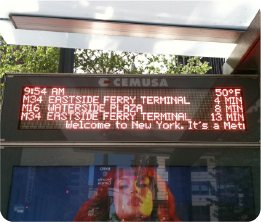 CEMUSA
9:54 AM 50°F
M34 EASTSIDE FERRY TERMINAL 4 MIN
M16 WATERSIDE PLAZA 8 MIN
M34 EASTSIDE FERRY TERMINAL 13 MIN
Welcome to New York. It's a Met